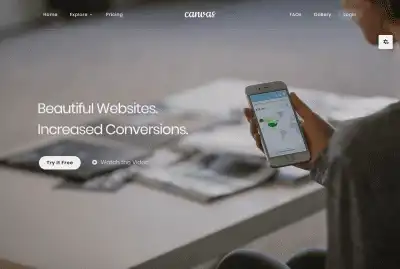 Home Explore Pricing canvas FAQs Gallery Login
Beautiful Websites.
Increased Conversions.
Try It Free Watch the Video